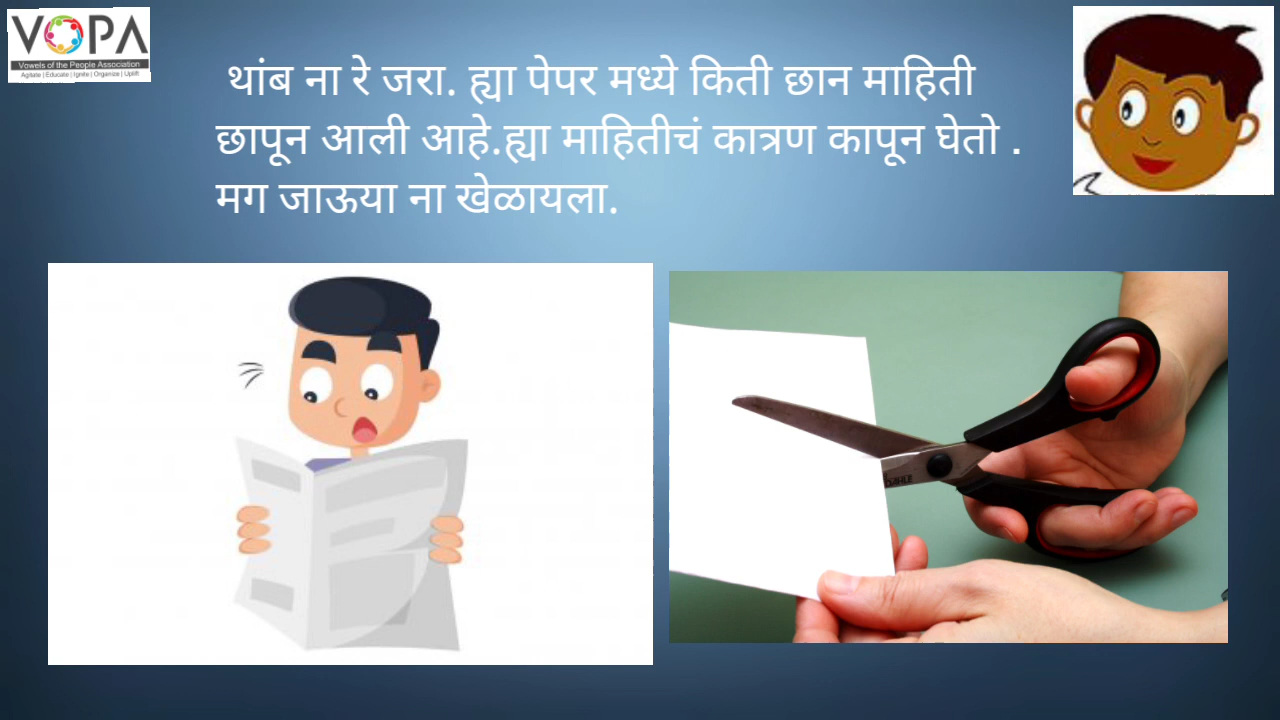 VOPA
Vowels of the People Association
Agitate | Educate | Ignite | Organize | Uplift
थांब ना रे जरा. ह्या पेपर मध्ये किती छान माहिती
छापून आली आहे.ह्या माहितीचं कात्रण कापून घेतो .
मग जाऊया ना खेळायला.